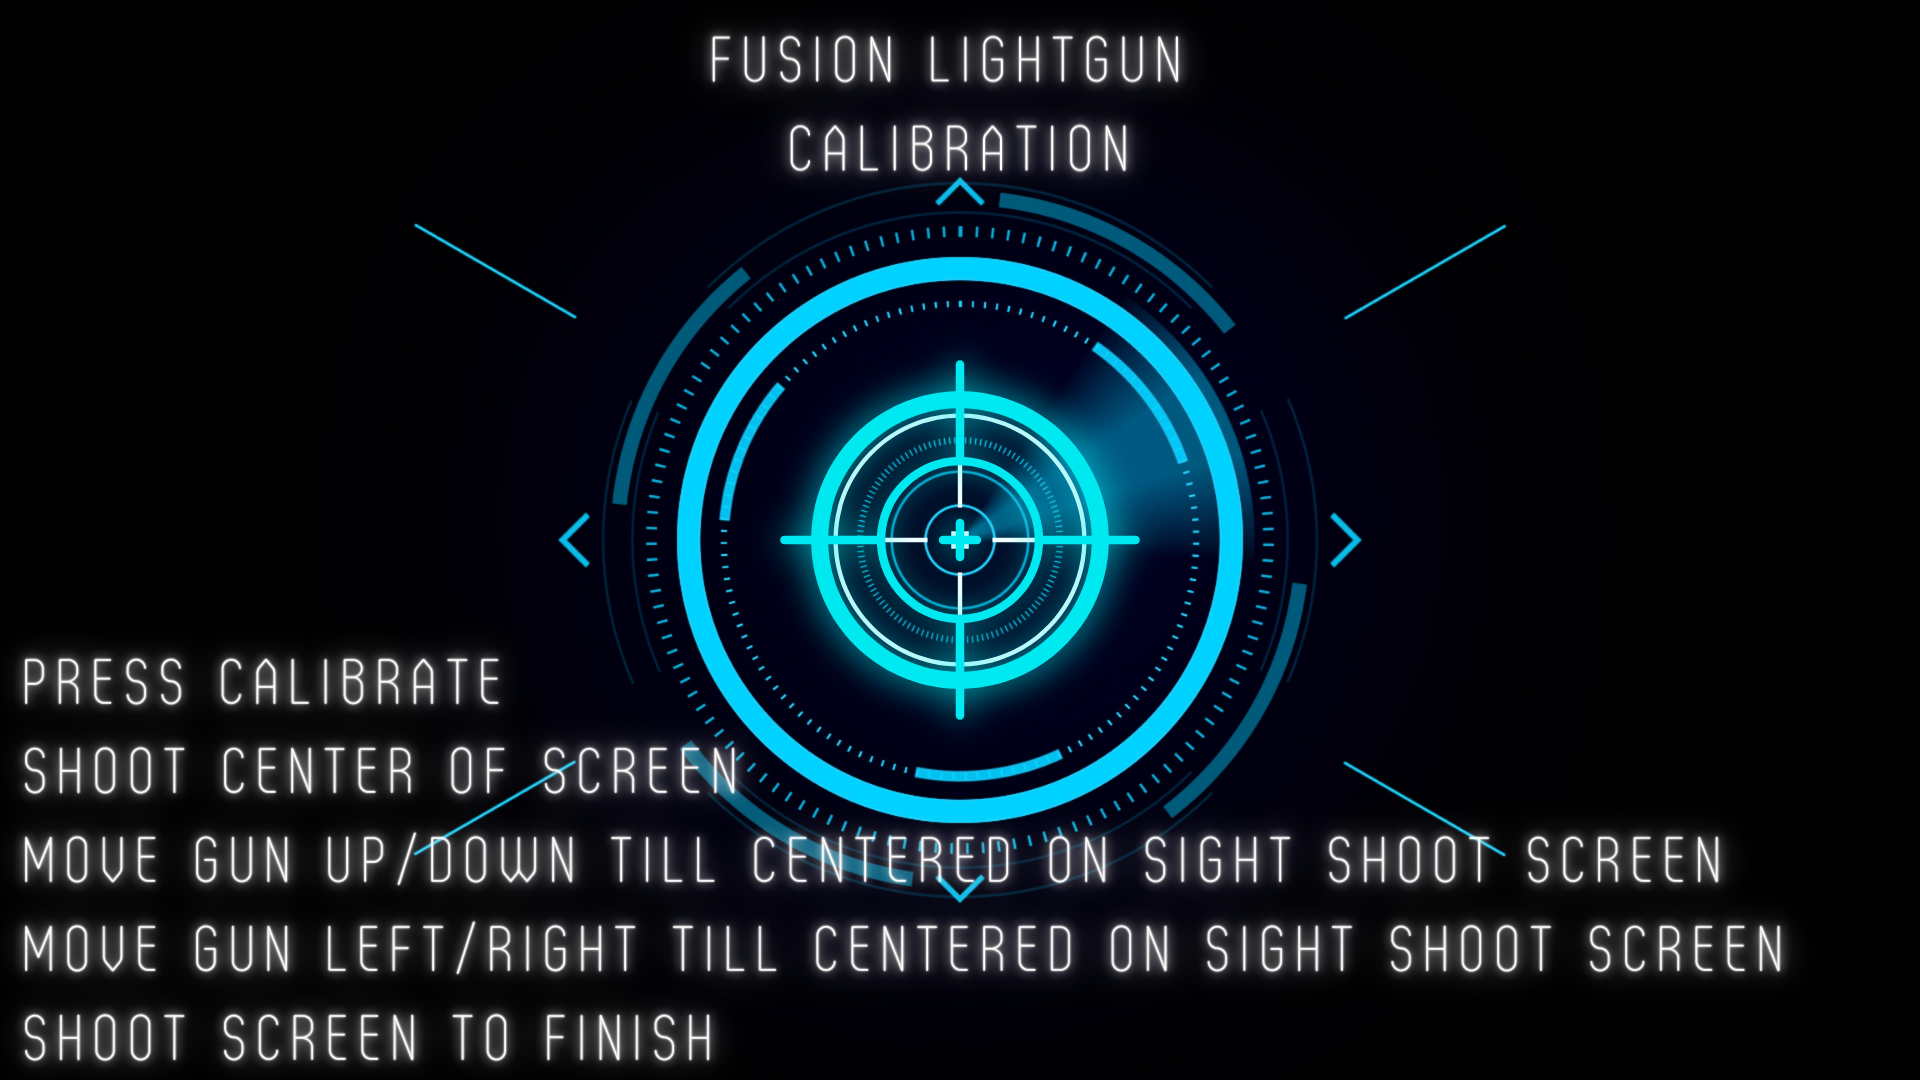 FUSION LIGHTGUN
CALIBRATION
PRESS CALIBRATE
SHOOT CENTER OF SCREEN
MOVE GUN UP/DOWN TILL CENTERED ON SIGHT SHOOT SCREEN
MOVE GUN LEFT/RIGHT TILL CENTERED ON SIGHT SHOOT SCREEN
SHOOT SCREEN TO FINISH